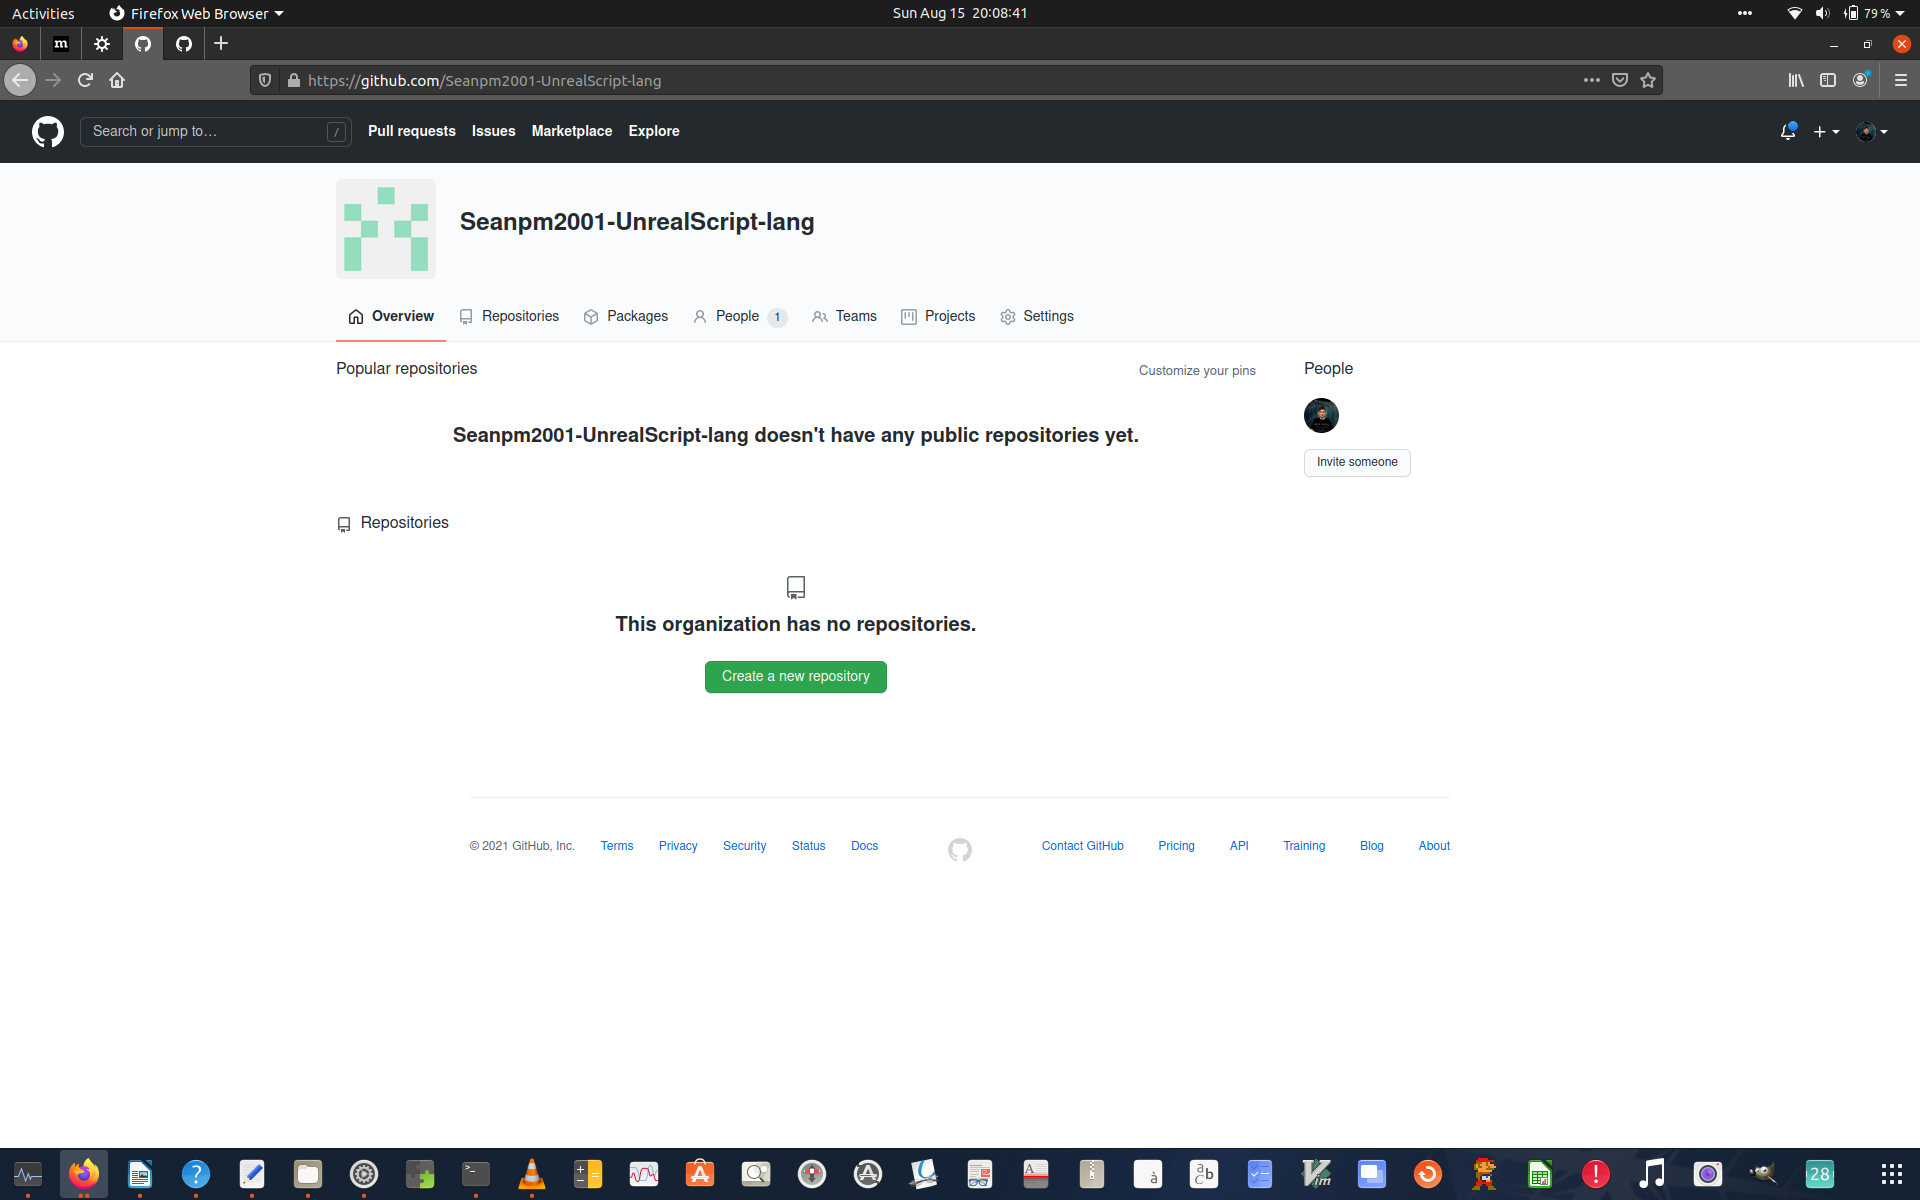 Activities Firefox Web Browser Sun Aug 15 20:08:41 79 %
m
https://github.com/Seanpm2001-UnrealScript-lang
Search or jump to… / Pull requests Issues Marketplace Explore
Seanpm2001-UnrealScript-lang
Overview Repositories Packages People 1 Teams Projects Settings
Popular repositories Customize your pins People
Seanpm2001-UnrealScript-lang doesn't have any public repositories yet.
Invite someone
Repositories
This organization has no repositories.
Create a new repository
© 2021 GitHub, Inc. Terms Privacy Security Status Docs Contact GitHub Pricing API Training Blog About
28